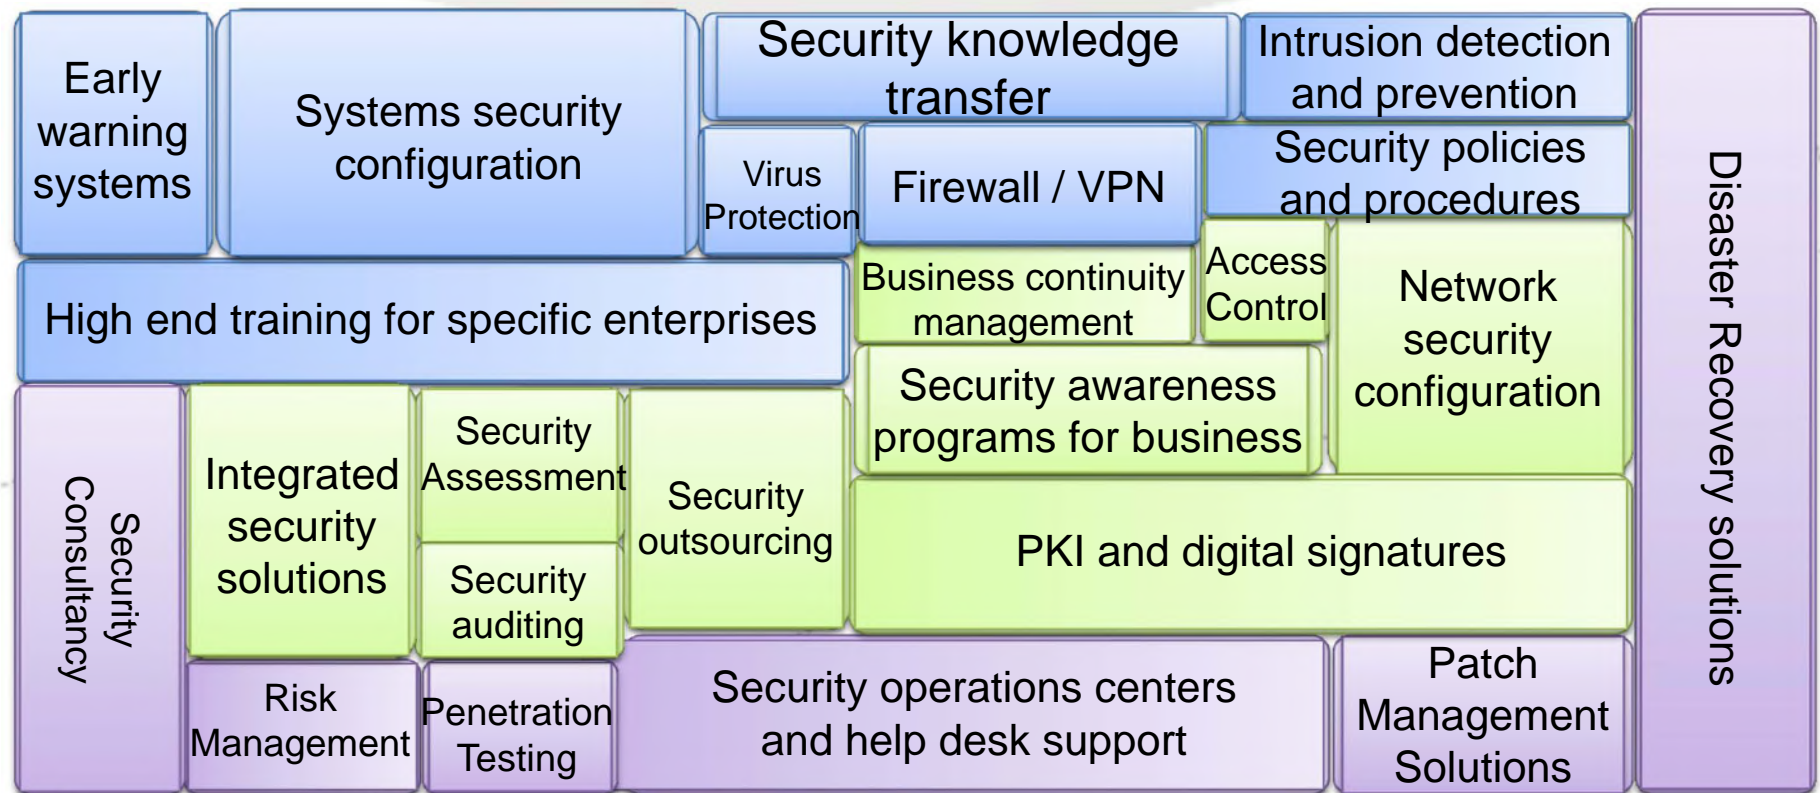 Early
warning
systems
Systems security
configuration
Security knowledge
transfer
Intrusion detection
and prevention
Virus
Protection
Firewall / VPN
Security policies
and procedures
Disaster Recovery solutions
High end training for specific enterprises
Business continuity
management
Access
Control
Network
security
configuration
Security awareness
programs for business
Security
Consultancy
Integrated
security
solutions
Security
Assessment
Security
auditing
Security
outsourcing
PKI and digital signatures
Risk
Management
Penetration
Testing
Security operations centers
and help desk support
Patch
Management
Solutions